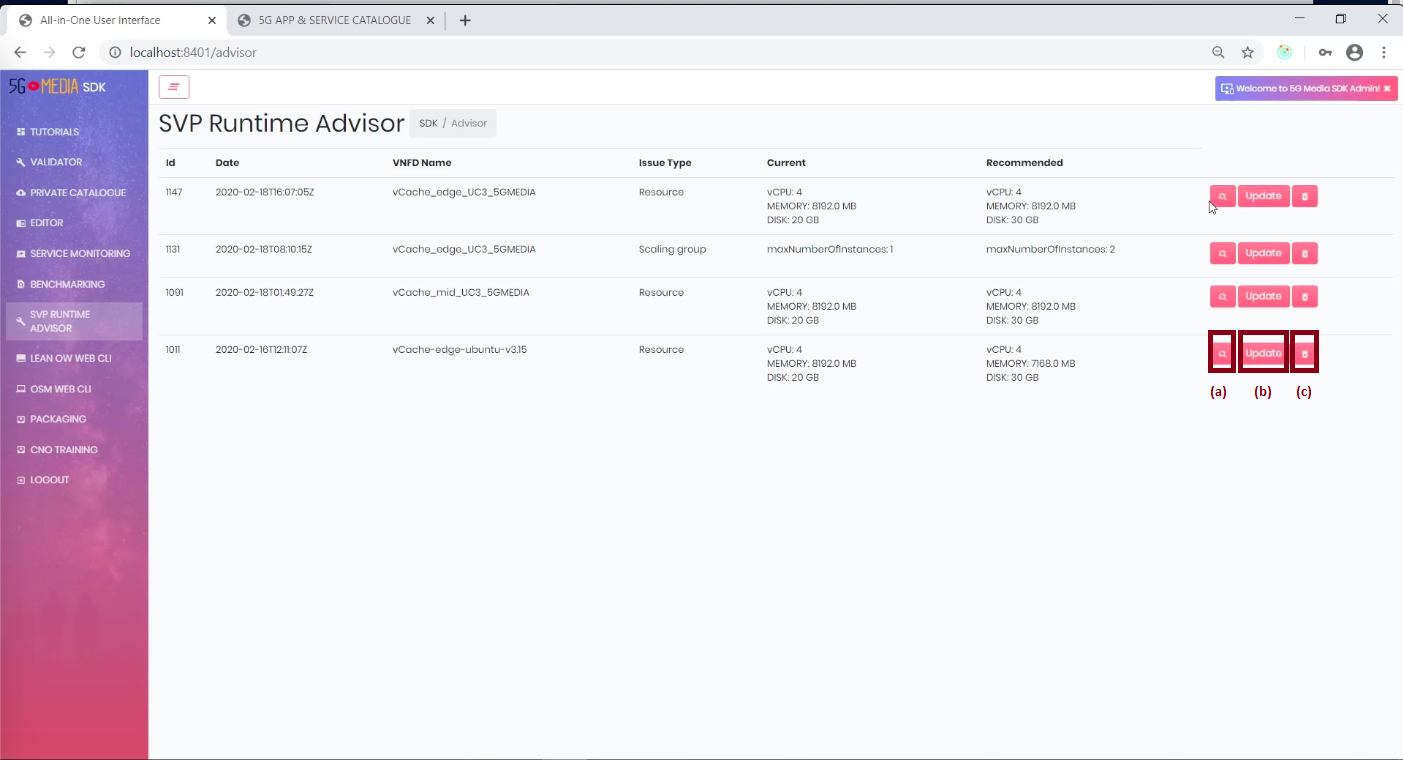 All-in-One User Interface
5G APP & SERVICE CATALOGUE
localhost:8401/advisor
5G MEDIA SDK
Welcome to 5G Media SDK Admin!
TUTORIALS
VALIDATOR
PRIVATE CATALOGUE
EDITOR
SERVICE MONITORING
BENCHMARKING
SVP RUNTIME
ADVISOR
LEAN OW WEB CLI
OSM WEB CLI
PACKAGING
CNO TRAINING
LOGOUT
SVP Runtime Advisor SDK / Advisor
Id Date VNFD Name Issue Type Current Recommended
1147 2020-02-18T16:07:05Z vCache_edge_UC3_5GMEDIA Resource vCPU: 4 vCPU: 4 Update
MEMORY: 8192.0 MB MEMORY: 8192.0 MB
DISK: 20 GB DISK: 30 GB
1131 2020-02-18T08:10:15Z vCache_edge_UC3_5GMEDIA Scaling group maxNumberOfInstances: 1 maxNumberOfInstances: 2 Update
1091 2020-02-18T01:49:27Z vCache_mid_UC3_5GMEDIA Resource vCPU: 4 vCPU: 4 Update
MEMORY: 8192.0 MB MEMORY: 8192.0 MB
DISK: 20 GB DISK: 30 GB
1011 2020-02-16T12:11:07Z vCache-edge-ubuntu-v3.15 Resource vCPU: 4 vCPU: 4 Update
MEMORY: 8192.0 MB MEMORY: 7168.0 MB
DISK: 20 GB DISK: 30 GB
(a) (b) (c)